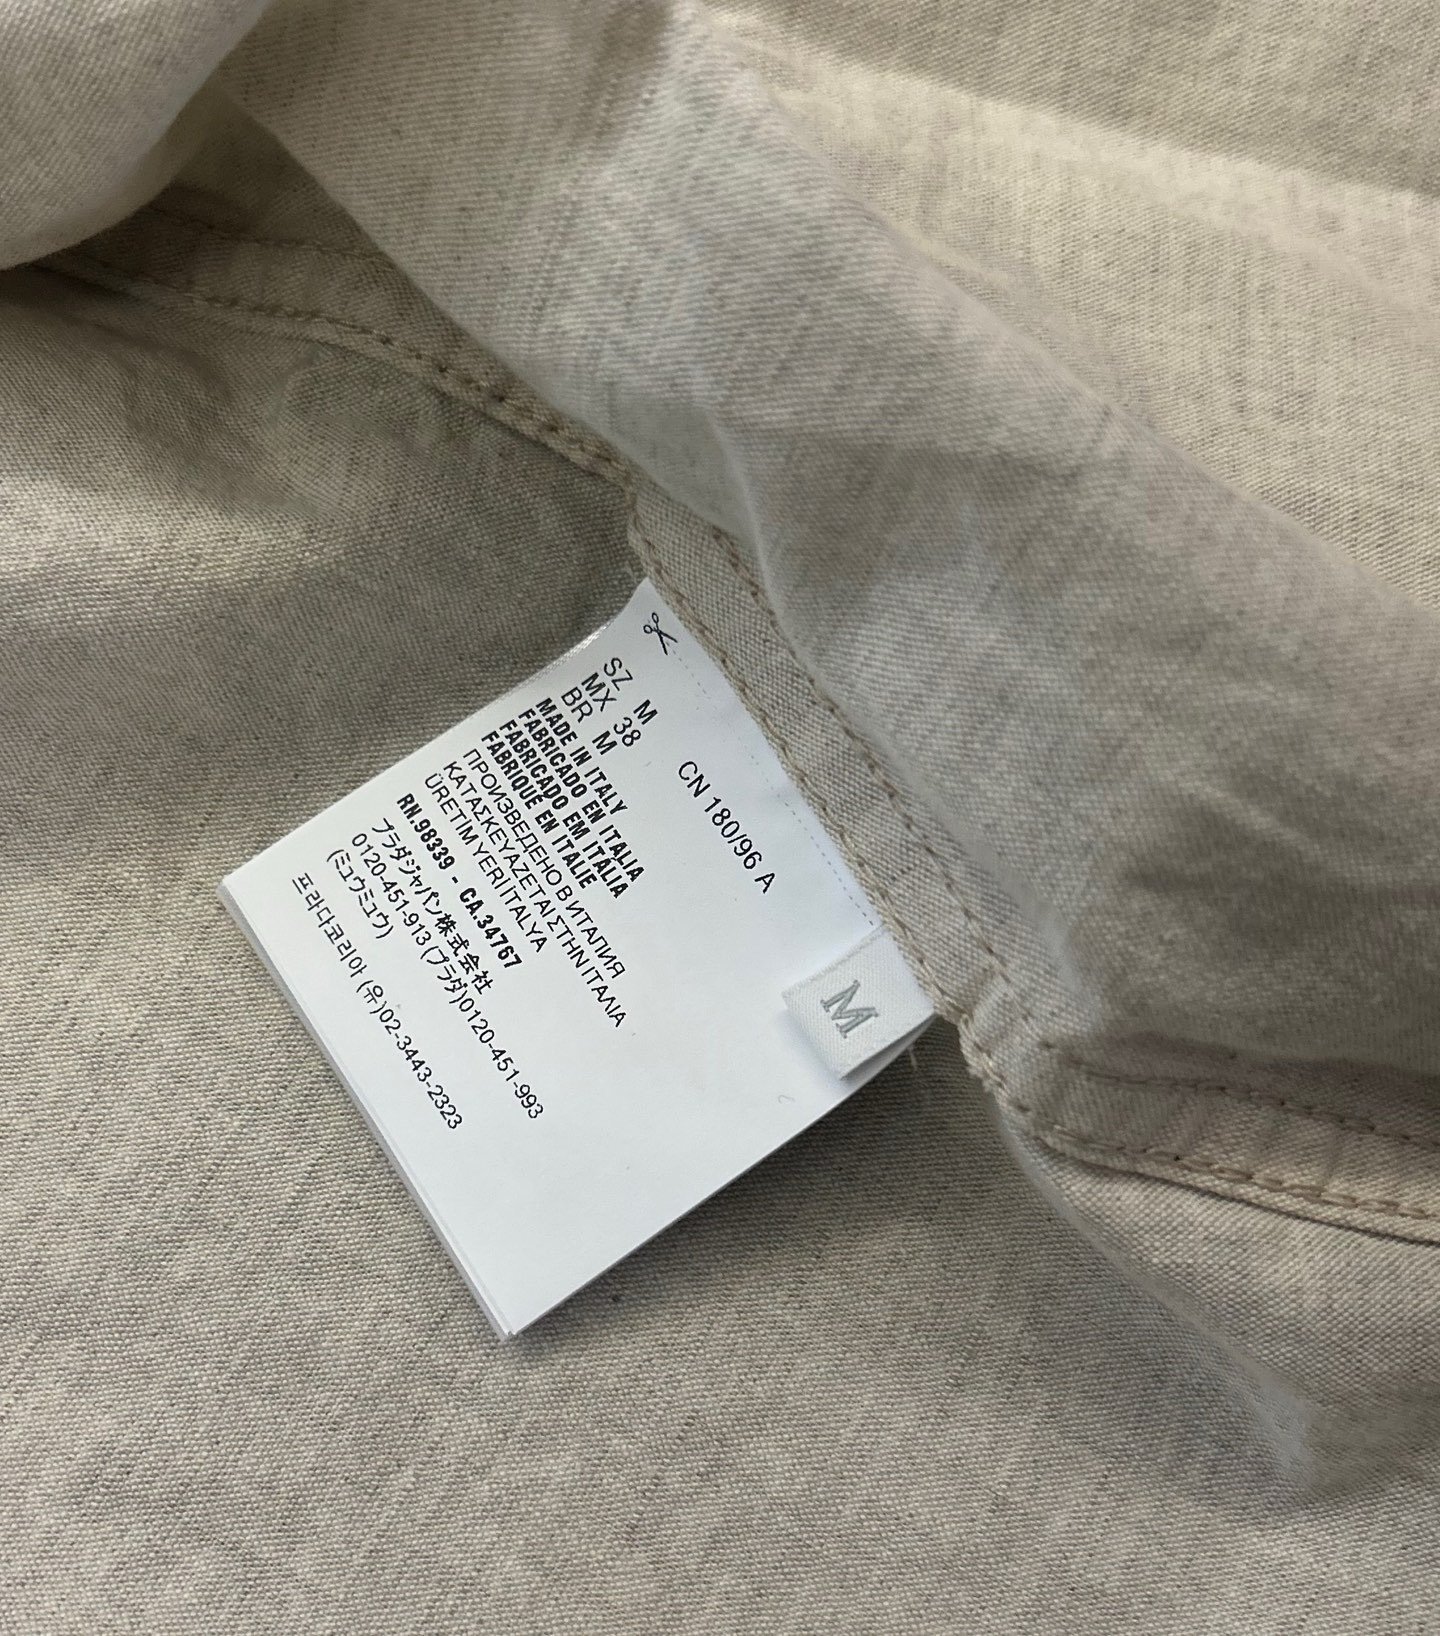 SZ M CN 180/96 A
MX 38
BR M
MADE IN ITALY
FABRICADO EN ITALIA
FABRICADO EM ITALIA
FABRIQUÉ EN ITALIE
ПРОИЗВЕДЕНО В ИТАЛИЯ
ΚΑΤΑΣΚΕΥΑΖΕΤΑΙ ΣΤΗΝ ΙΤΑΛΙΑ
ÜRETİM YERİ İTALYA
RN.98339 - CA.34767
プラダジャパン株式会社
0120-451-913 (プラダ)0120-451-993
(ミュウミュウ)
프라다코리아 (유)02-3443-2323
M